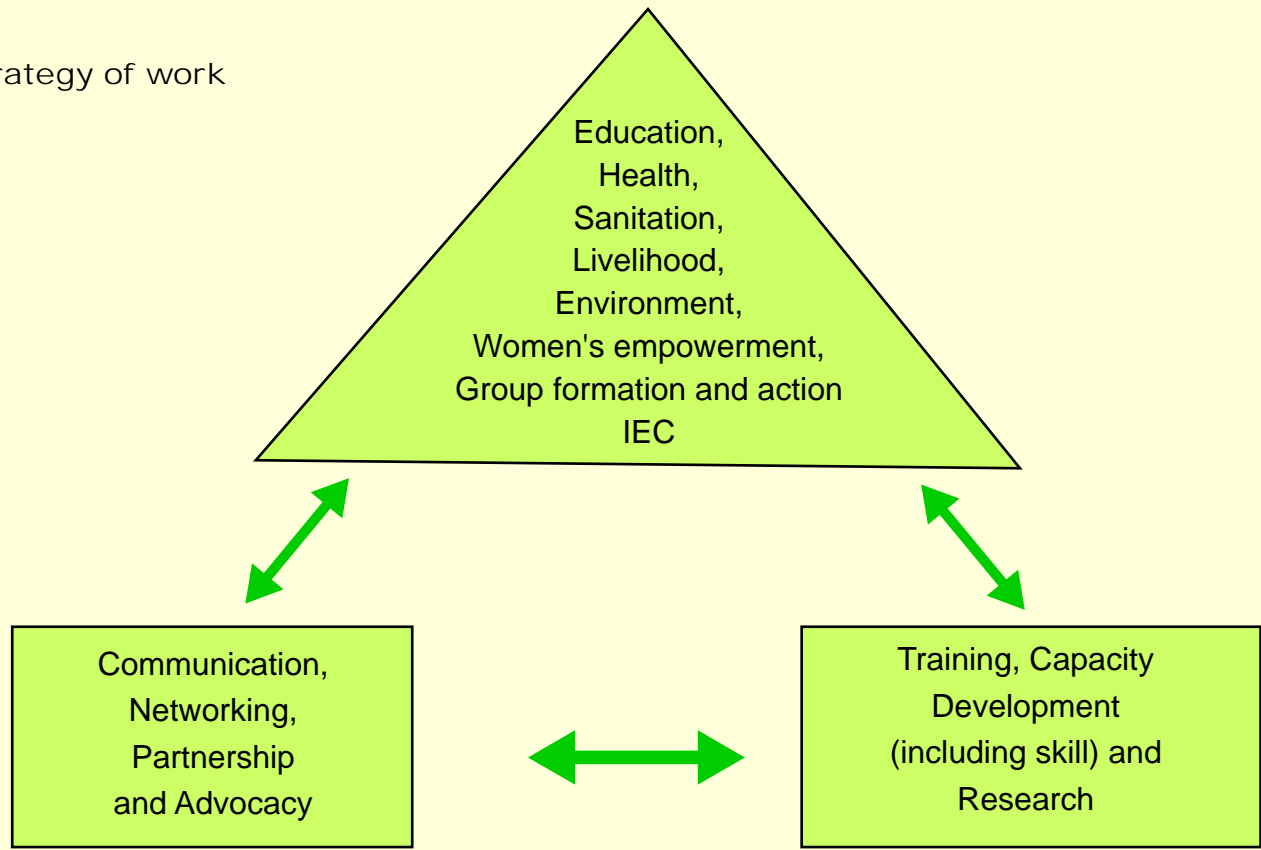 rategy of work
Education,
Health,
Sanitation,
Livelihood,
Environment,
Women's empowerment,
Group formation and action
IEC
Communication,
Networking,
Partnership
and Advocacy
Training, Capacity
Development
(including skill) and
Research